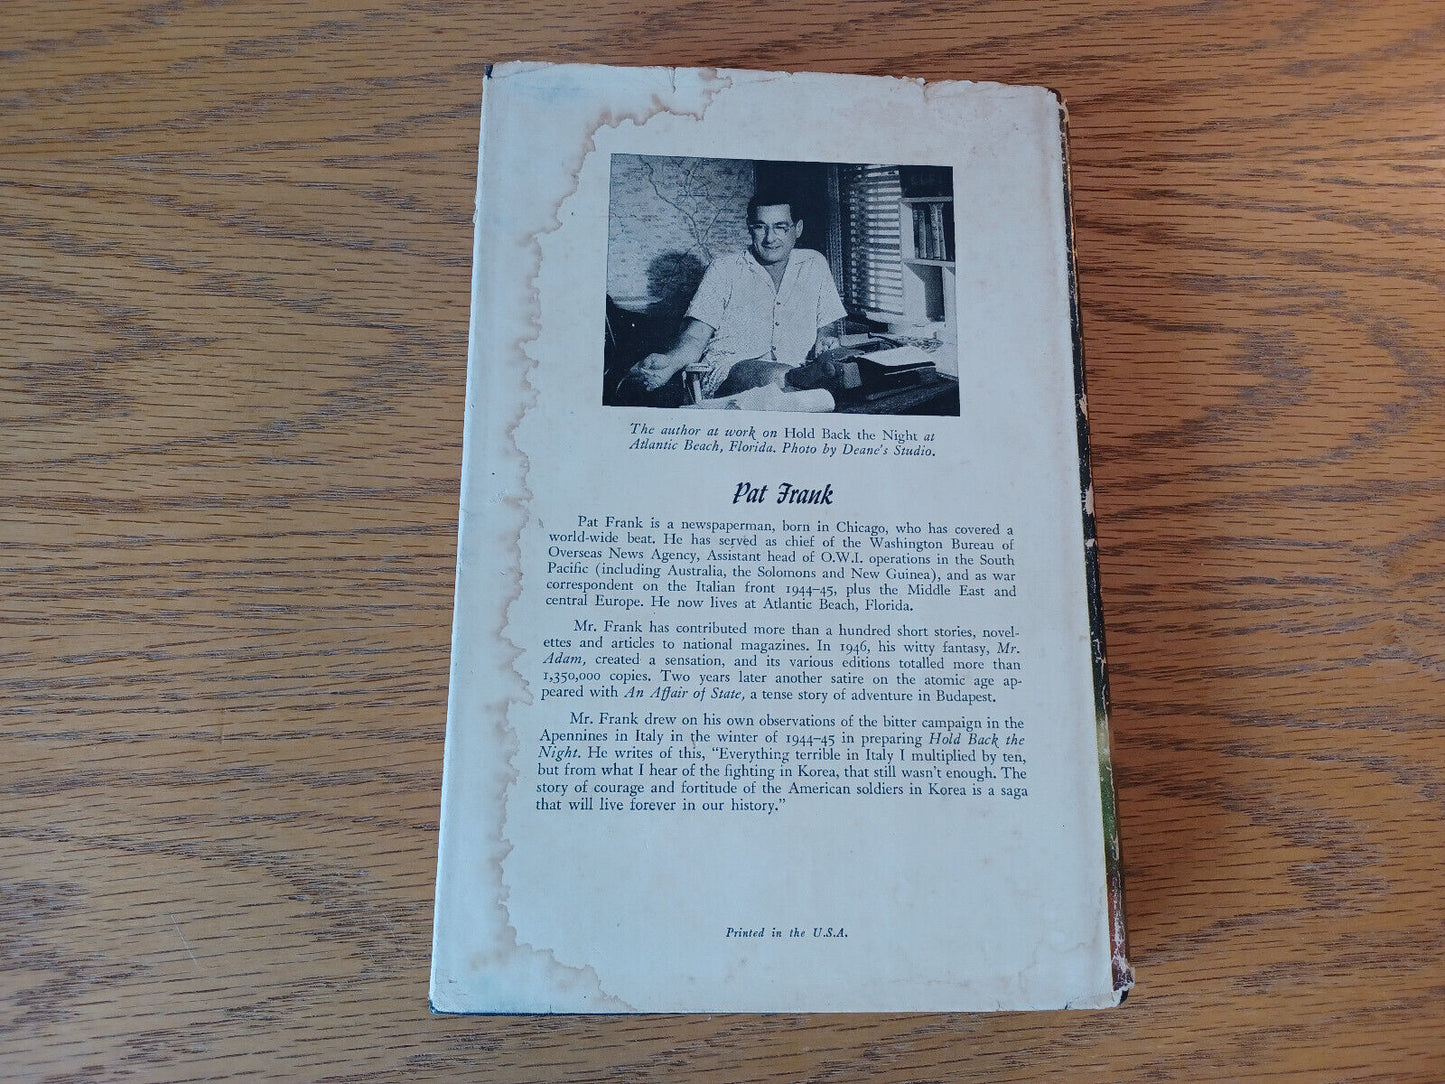 The author at work on Hold Back the Night at
Atlantic Beach, Florida. Photo by Deane's Studio.
Pat Frank
Pat Frank is a newspaperman, born in Chicago, who has covered a
world-wide beat. He has served as chief of the Washington Bureau of
Overseas News Agency, Assistant head of O.W.I. operations in the South
Pacific (including Australia, the Solomons and New Guinea), and as war
correspondent on the Italian front 1944–45, plus the Middle East and
central Europe. He now lives at Atlantic Beach, Florida.
Mr. Frank has contributed more than a hundred short stories, novel-
ettes and articles to national magazines. In 1946, his witty fantasy, Mr.
Adam, created a sensation, and its various editions totalled more than
1,350,000 copies. Two years later another satire on the atomic age ap-
peared with An Affair of State, a tense story of adventure in Budapest.
Mr. Frank drew on his own observations of the bitter campaign in the
Apennines in Italy in the winter of 1944–45 in preparing Hold Back the
Night. He writes of this, "Everything terrible in Italy I multiplied by ten,
but from what I hear of the fighting in Korea, that still wasn't enough. The
story of courage and fortitude of the American soldiers in Korea is a saga
that will live forever in our history."
Printed in the U.S.A.